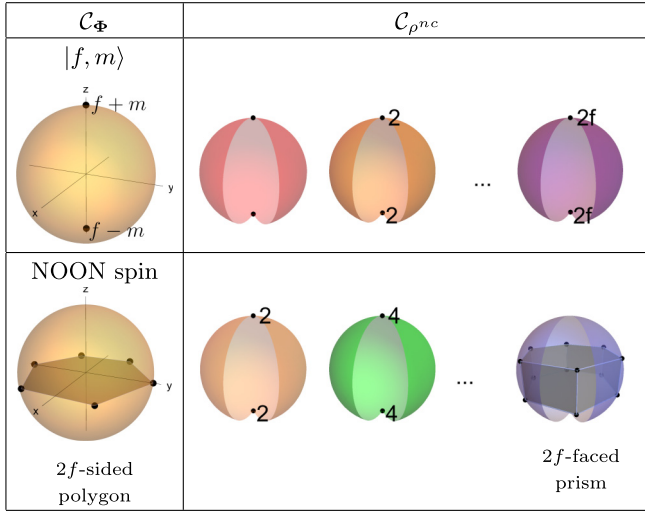 𝒞_Φ 𝒞_{ρ^{nc}}
|f, m⟩
z
f + m
y
x
f − m
2 2f
2 2f
...
NOON spin
z
y
x
2 4
2 4
...
2f-sided
polygon
2f-faced
prism